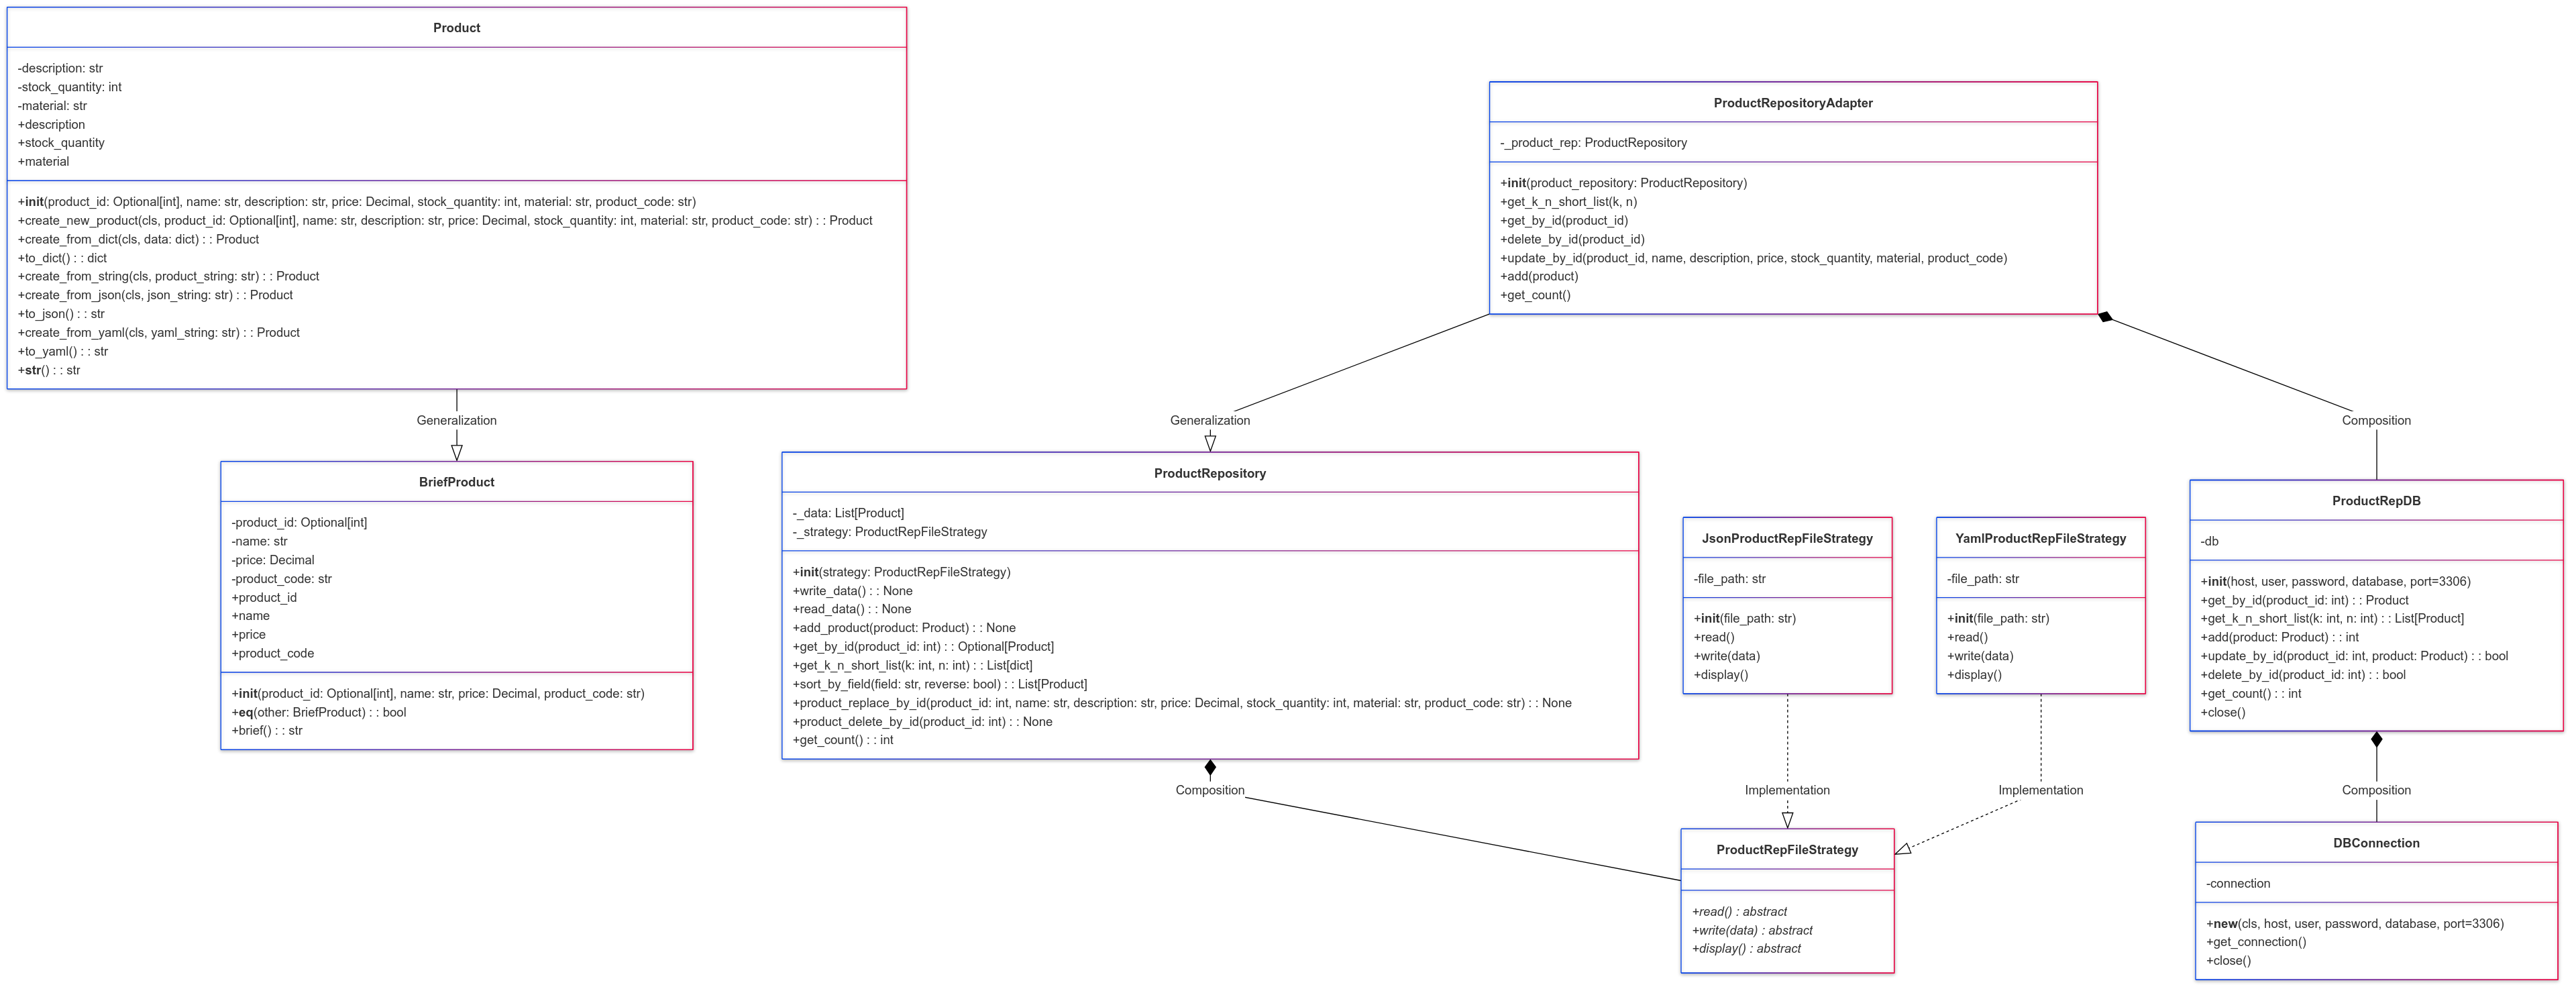 Product
-description: str
-stock_quantity: int
-material: str
+description
+stock_quantity
+material
+init(product_id: Optional[int], name: str, description: str, price: Decimal, stock_quantity: int, material: str, product_code: str)
+create_new_product(cls, product_id: Optional[int], name: str, description: str, price: Decimal, stock_quantity: int, material: str, product_code: str) : : Product
+create_from_dict(cls, data: dict) : : Product
+to_dict() : : dict
+create_from_string(cls, product_string: str) : : Product
+create_from_json(cls, json_string: str) : : Product
+to_json() : : str
+create_from_yaml(cls, yaml_string: str) : : Product
+to_yaml() : : str
+str() : : str
ProductRepositoryAdapter
-_product_rep: ProductRepository
+init(product_repository: ProductRepository)
+get_k_n_short_list(k, n)
+get_by_id(product_id)
+delete_by_id(product_id)
+update_by_id(product_id, name, description, price, stock_quantity, material, product_code)
+add(product)
+get_count()
Generalization
Generalization
Composition
BriefProduct
-product_id: Optional[int]
-name: str
-price: Decimal
-product_code: str
+product_id
+name
+price
+product_code
+init(product_id: Optional[int], name: str, price: Decimal, product_code: str)
+eq(other: BriefProduct) : : bool
+brief() : : str
ProductRepository
-_data: List[Product]
-_strategy: ProductRepFileStrategy
+init(strategy: ProductRepFileStrategy)
+write_data() : : None
+read_data() : : None
+add_product(product: Product) : : None
+get_by_id(product_id: int) : : Optional[Product]
+get_k_n_short_list(k: int, n: int) : : List[dict]
+sort_by_field(field: str, reverse: bool) : : List[Product]
+product_replace_by_id(product_id: int, name: str, description: str, price: Decimal, stock_quantity: int, material: str, product_code: str) : : None
+product_delete_by_id(product_id: int) : : None
+get_count() : : int
JsonProductRepFileStrategy
-file_path: str
+init(file_path: str)
+read()
+write(data)
+display()
YamlProductRepFileStrategy
-file_path: str
+init(file_path: str)
+read()
+write(data)
+display()
ProductRepDB
-db
+init(host, user, password, database, port=3306)
+get_by_id(product_id: int) : : Product
+get_k_n_short_list(k: int, n: int) : : List[Product]
+add(product: Product) : : int
+update_by_id(product_id: int, product: Product) : : bool
+delete_by_id(product_id: int) : : bool
+get_count() : : int
+close()
Composition
Implementation
Implementation
Composition
ProductRepFileStrategy
+read() : abstract
+write(data) : abstract
+display() : abstract
DBConnection
-connection
+new(cls, host, user, password, database, port=3306)
+get_connection()
+close()